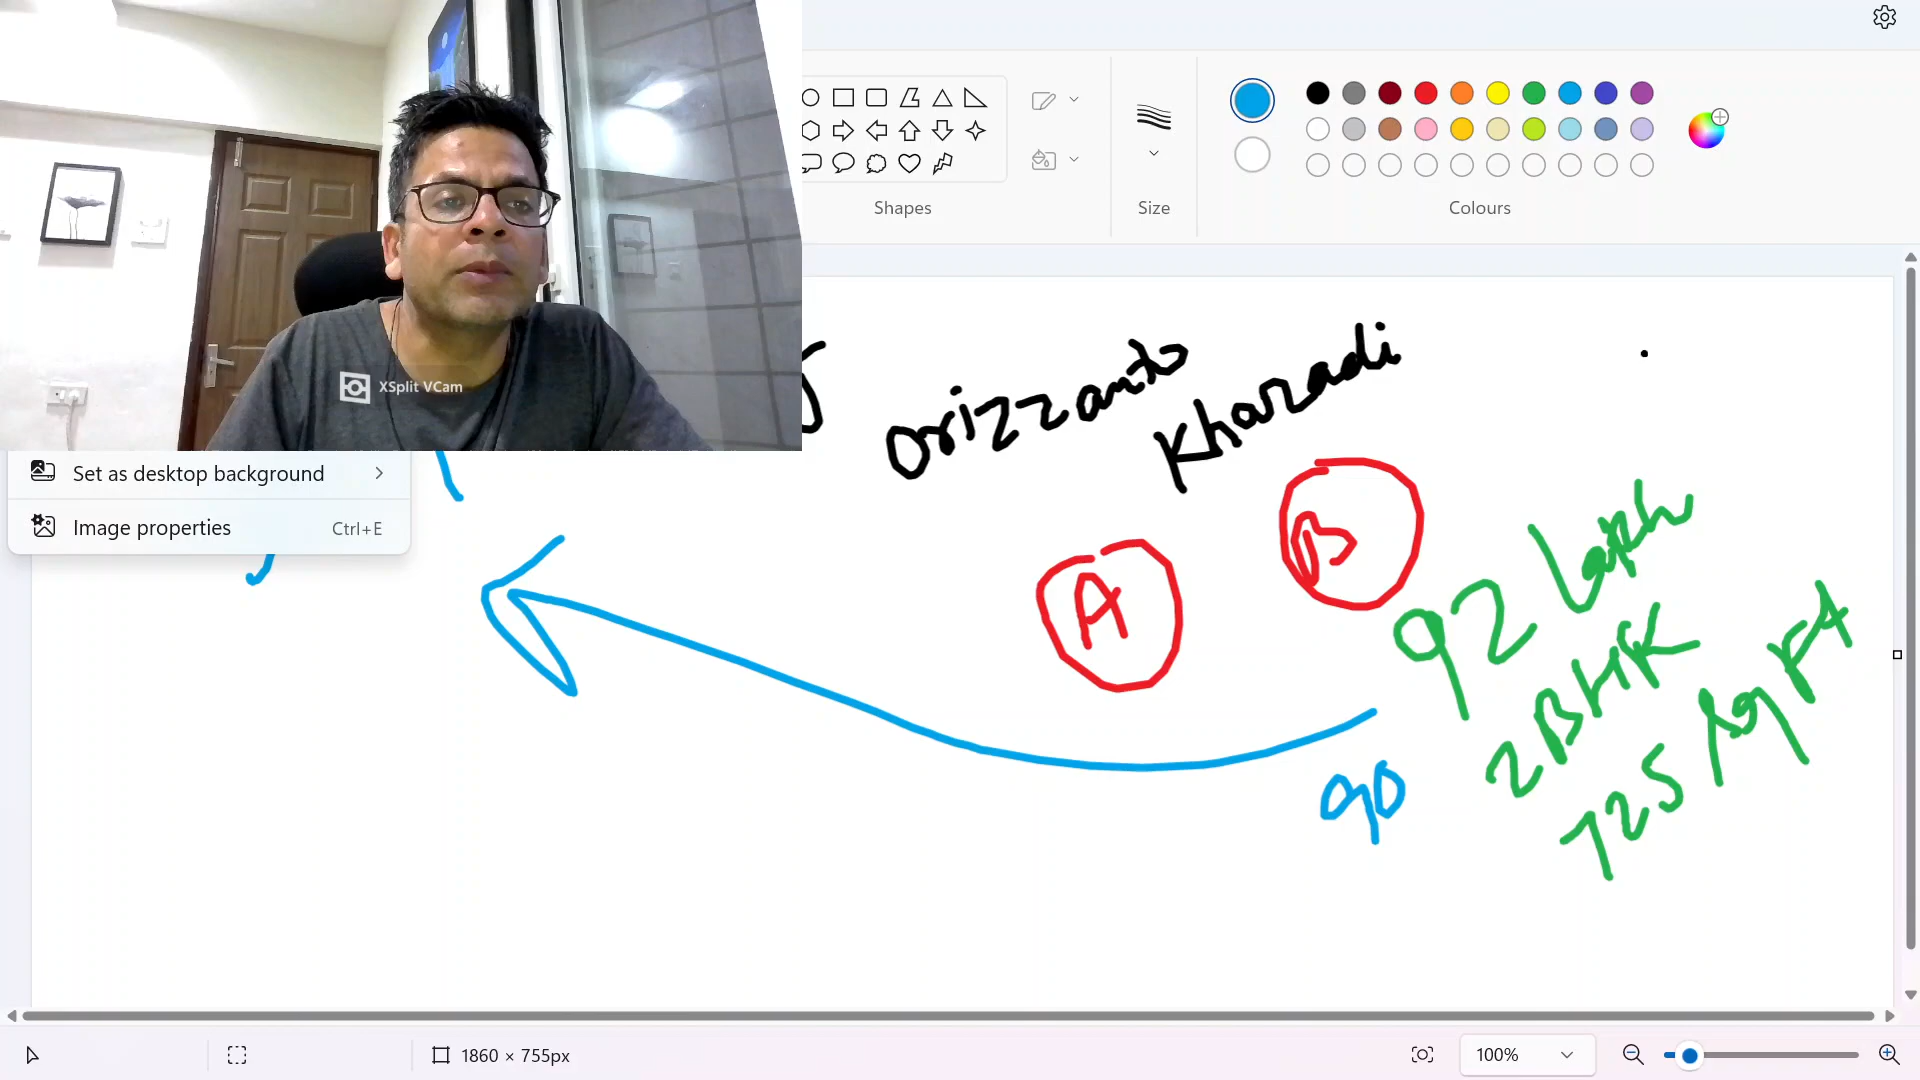 Shapes
Size
Colours
XSplit VCam
Set as desktop background
Image properties Ctrl+E
Orizzanto
Kharadi
A
B
92 Lakh
2BHK
725 sq Ft
90
1860 × 755px
100%